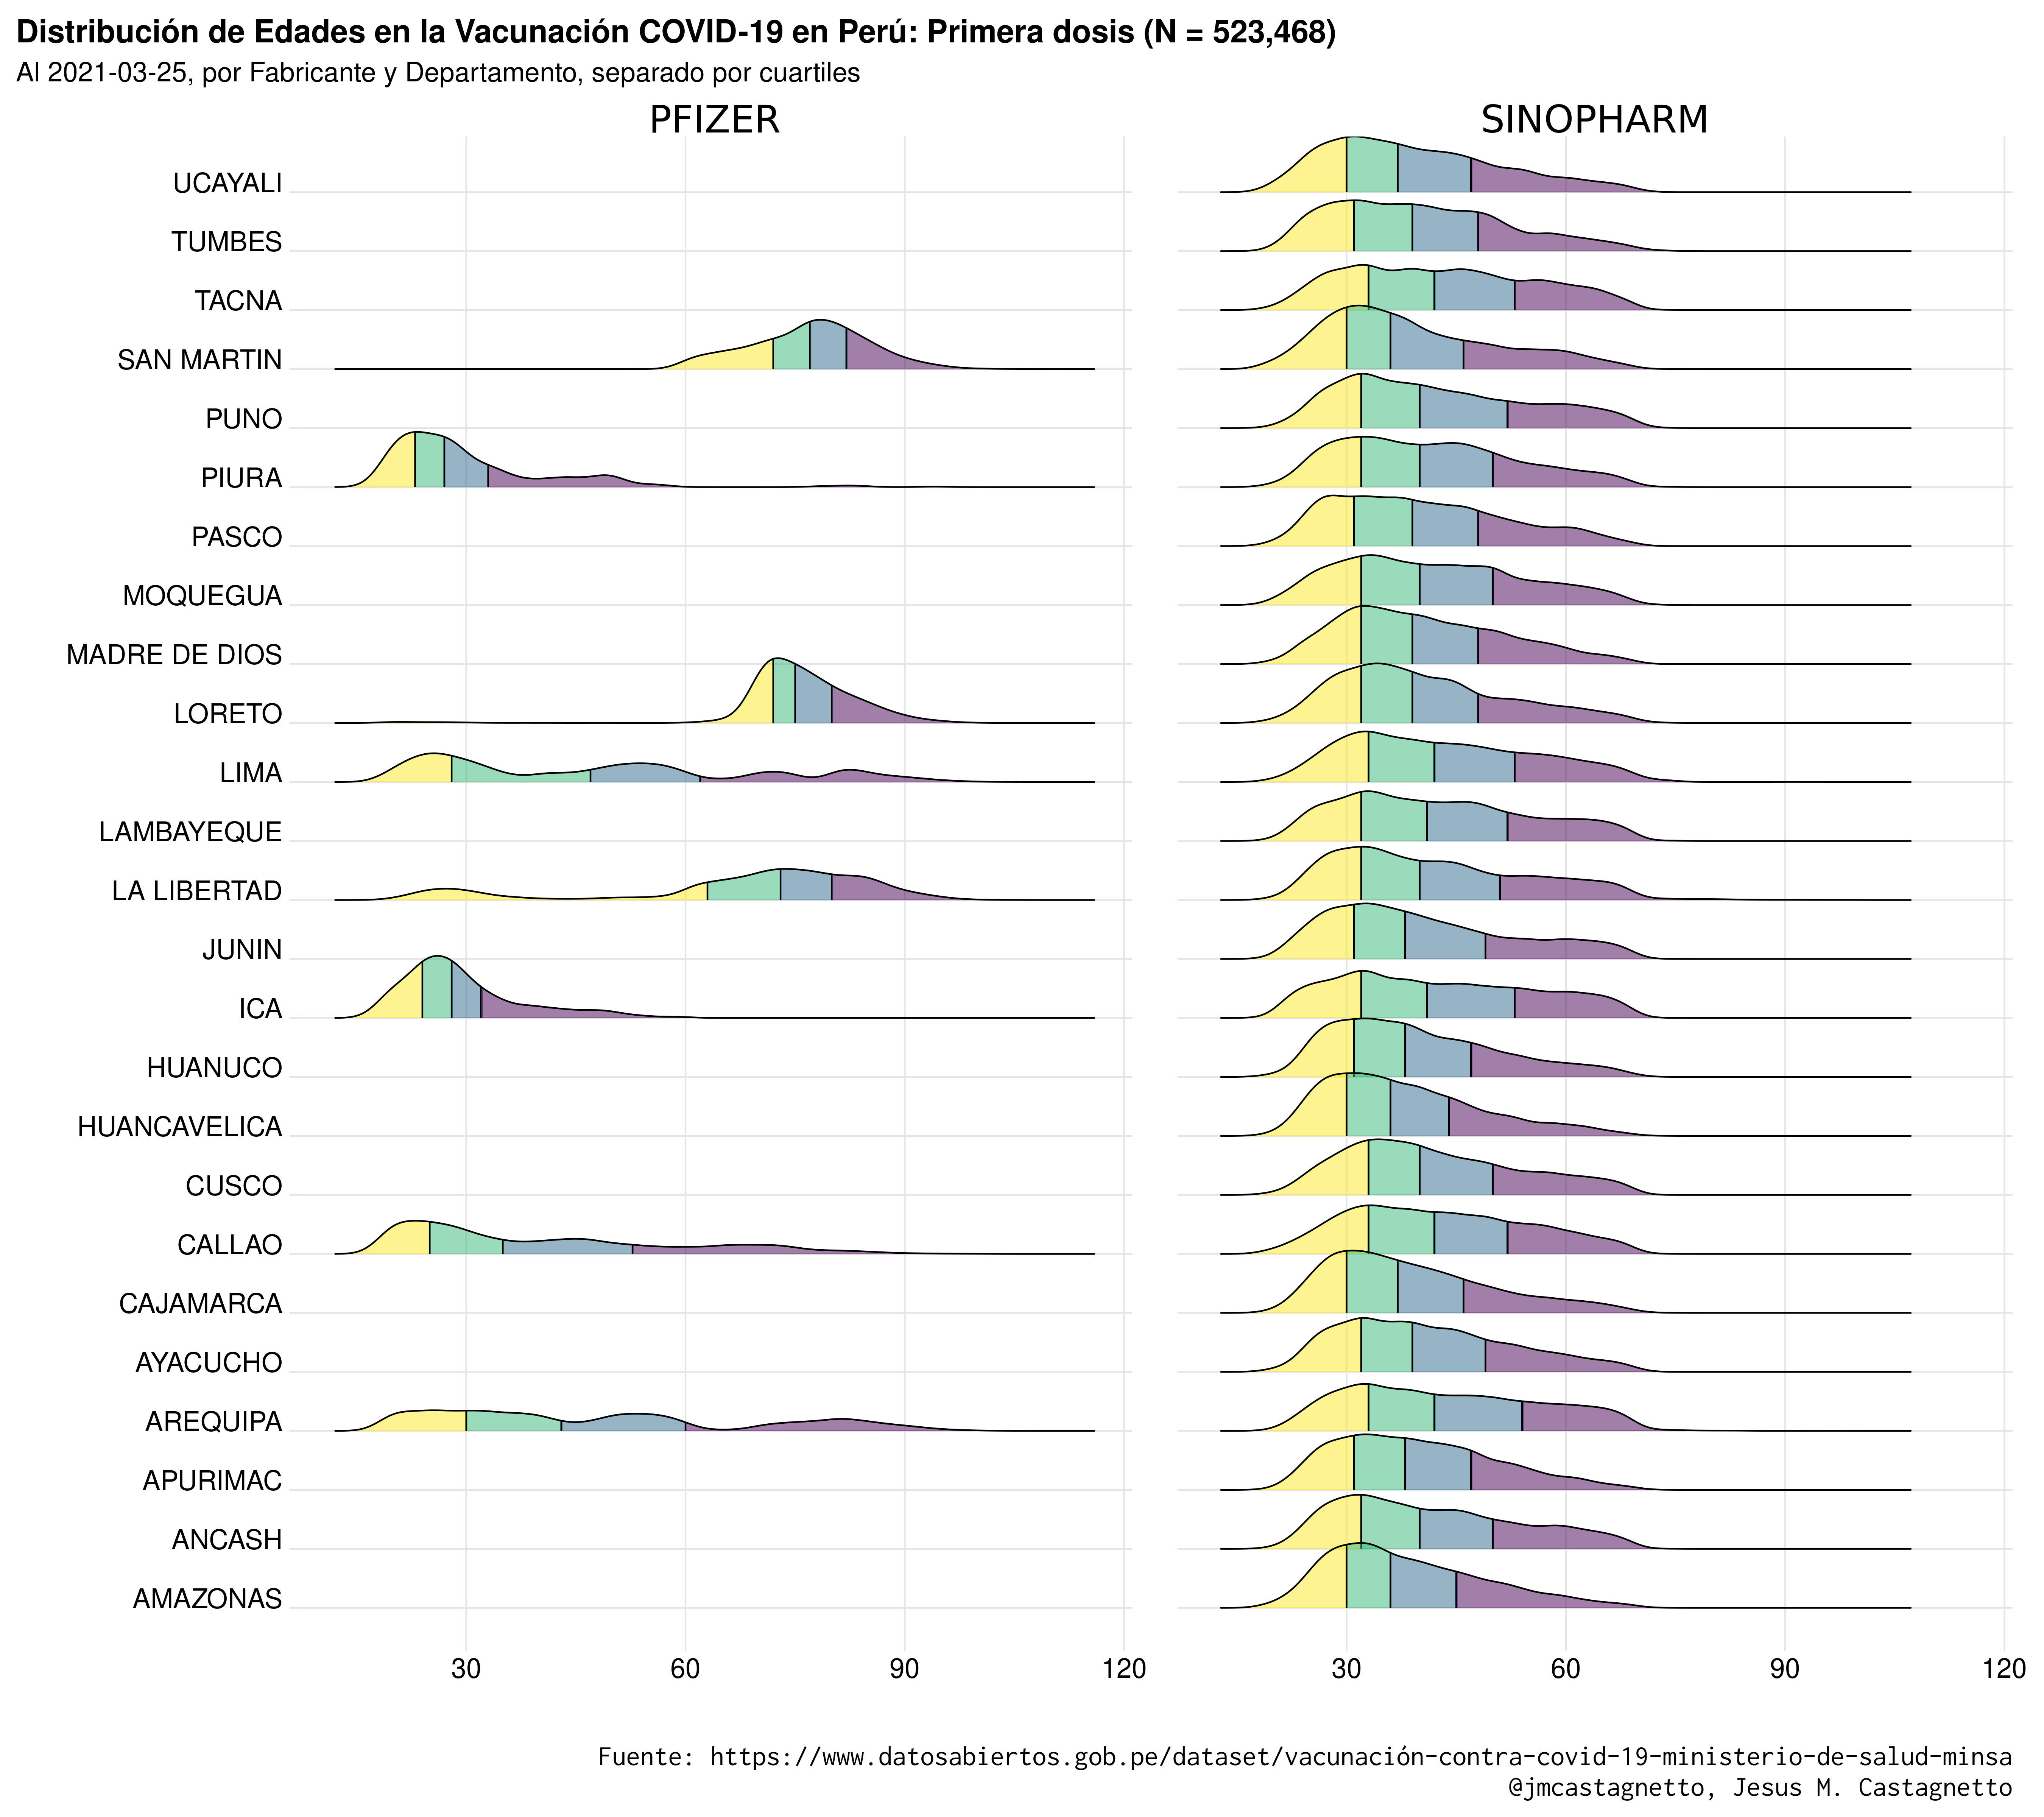 Distribución de Edades en la Vacunación COVID-19 en Perú: Primera dosis (N = 523,468)
Al 2021-03-25, por Fabricante y Departamento, separado por cuartiles
PFIZER SINOPHARM
UCAYALI
TUMBES
TACNA
SAN MARTIN
PUNO
PIURA
PASCO
MOQUEGUA
MADRE DE DIOS
LORETO
LIMA
LAMBAYEQUE
LA LIBERTAD
JUNIN
ICA
HUANUCO
HUANCAVELICA
CUSCO
CALLAO
CAJAMARCA
AYACUCHO
AREQUIPA
APURIMAC
ANCASH
AMAZONAS
30 60 90 120 30 60 90 120
Fuente: https://www.datosabiertos.gob.pe/dataset/vacunación-contra-covid-19-ministerio-de-salud-minsa
@jmcastagnetto, Jesus M. Castagnetto